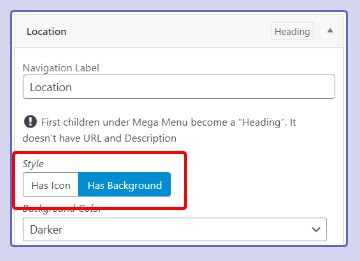 Location Heading
Navigation Label
Location
First children under Mega Menu become a "Heading". It
doesn't have URL and Description
Style
Has Icon Has Background
Background Color
Darker